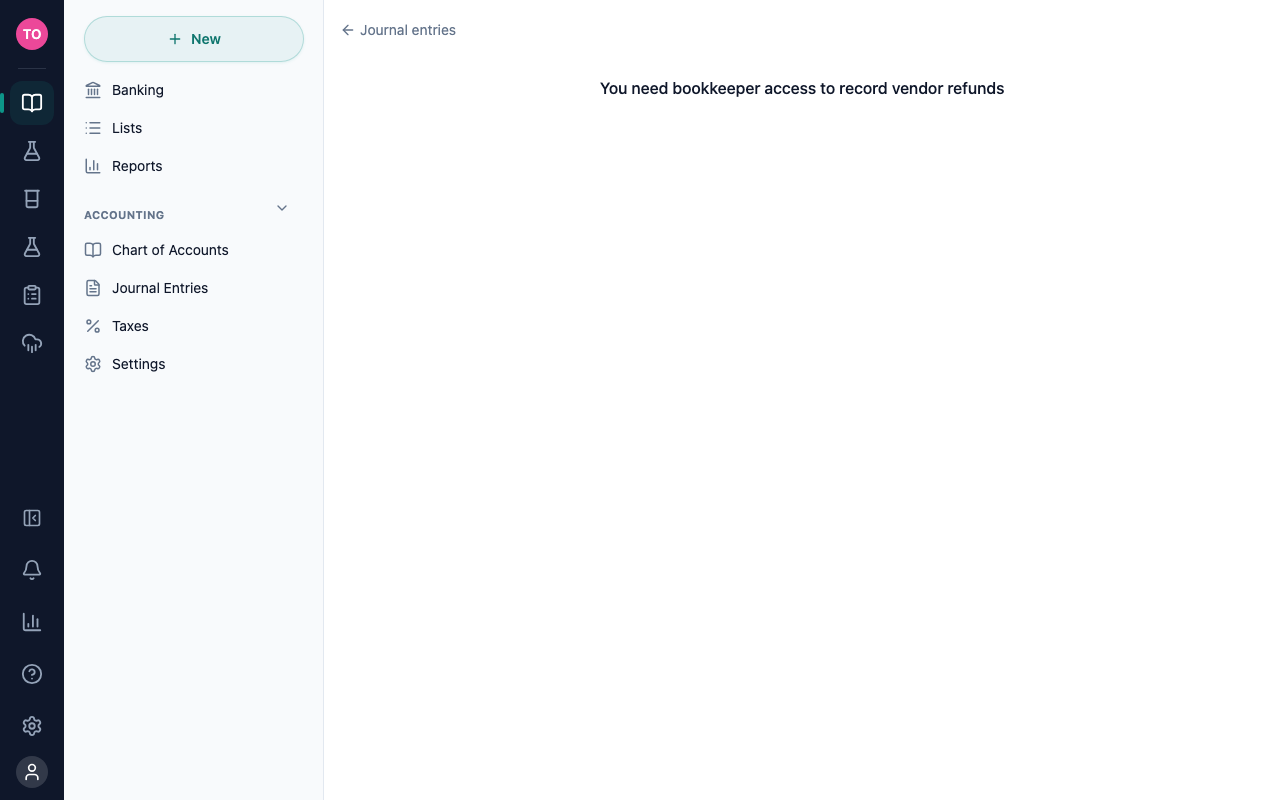 TO
New
Banking
Lists
Reports
ACCOUNTING
Chart of Accounts
Journal Entries
Taxes
Settings
Journal entries
You need bookkeeper access to record vendor refunds